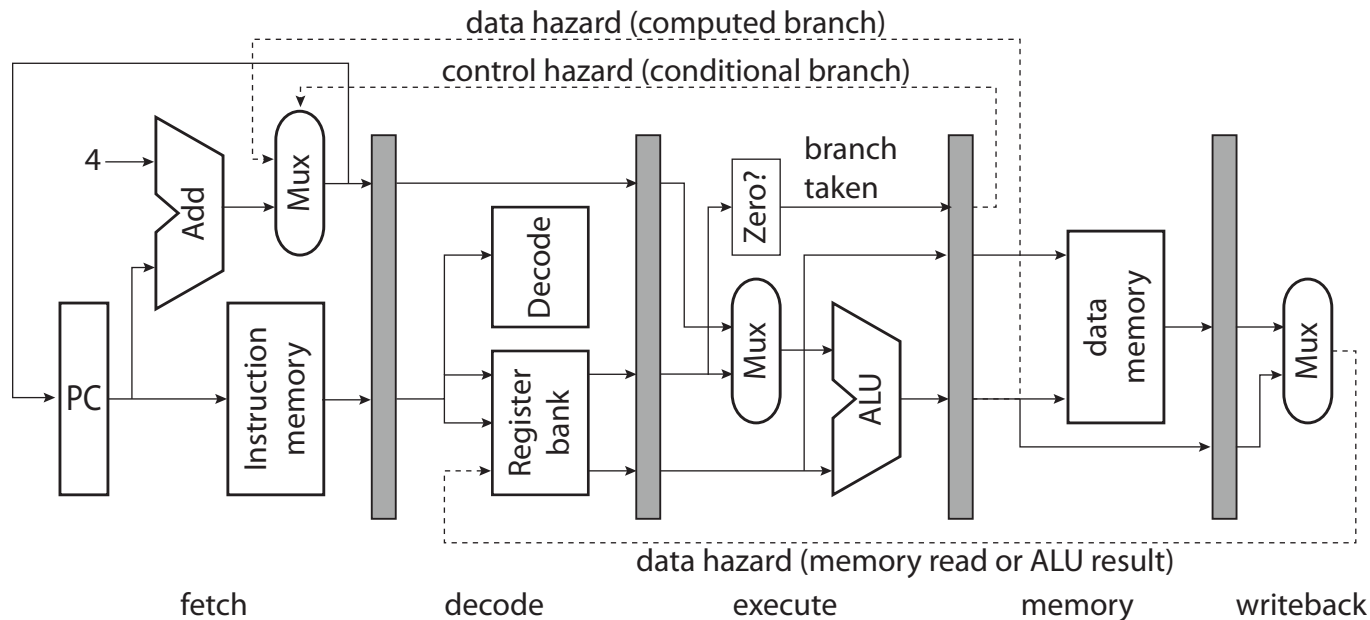 data hazard (computed branch)
control hazard (conditional branch)
4
Add
Mux
branch
taken
Zero?
Decode
PC
Instruction
memory
Register
bank
Mux
ALU
data
memory
Mux
data hazard (memory read or ALU result)
fetch
decode
execute
memory
writeback